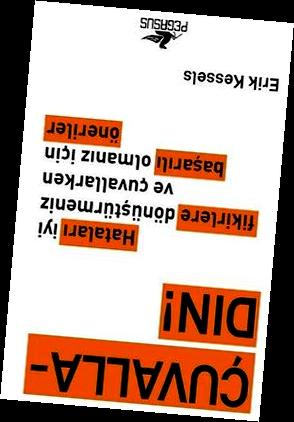 ÇUVALLA-
DIN!
Hataları iyi
fikirlere dönüştürmeniz
ve çuvallarken
başarılı olmanız için
öneriler
Erik Kessels
PEGASUS